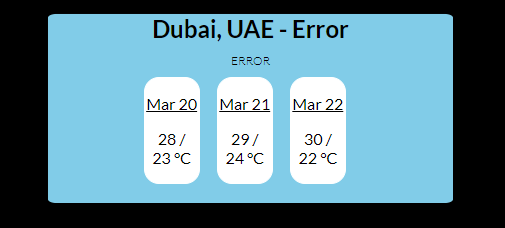 Dubai, UAE - Error
ERROR
Mar 20 Mar 21 Mar 22
28 / 29 / 30 /
23 °C 24 °C 22 °C